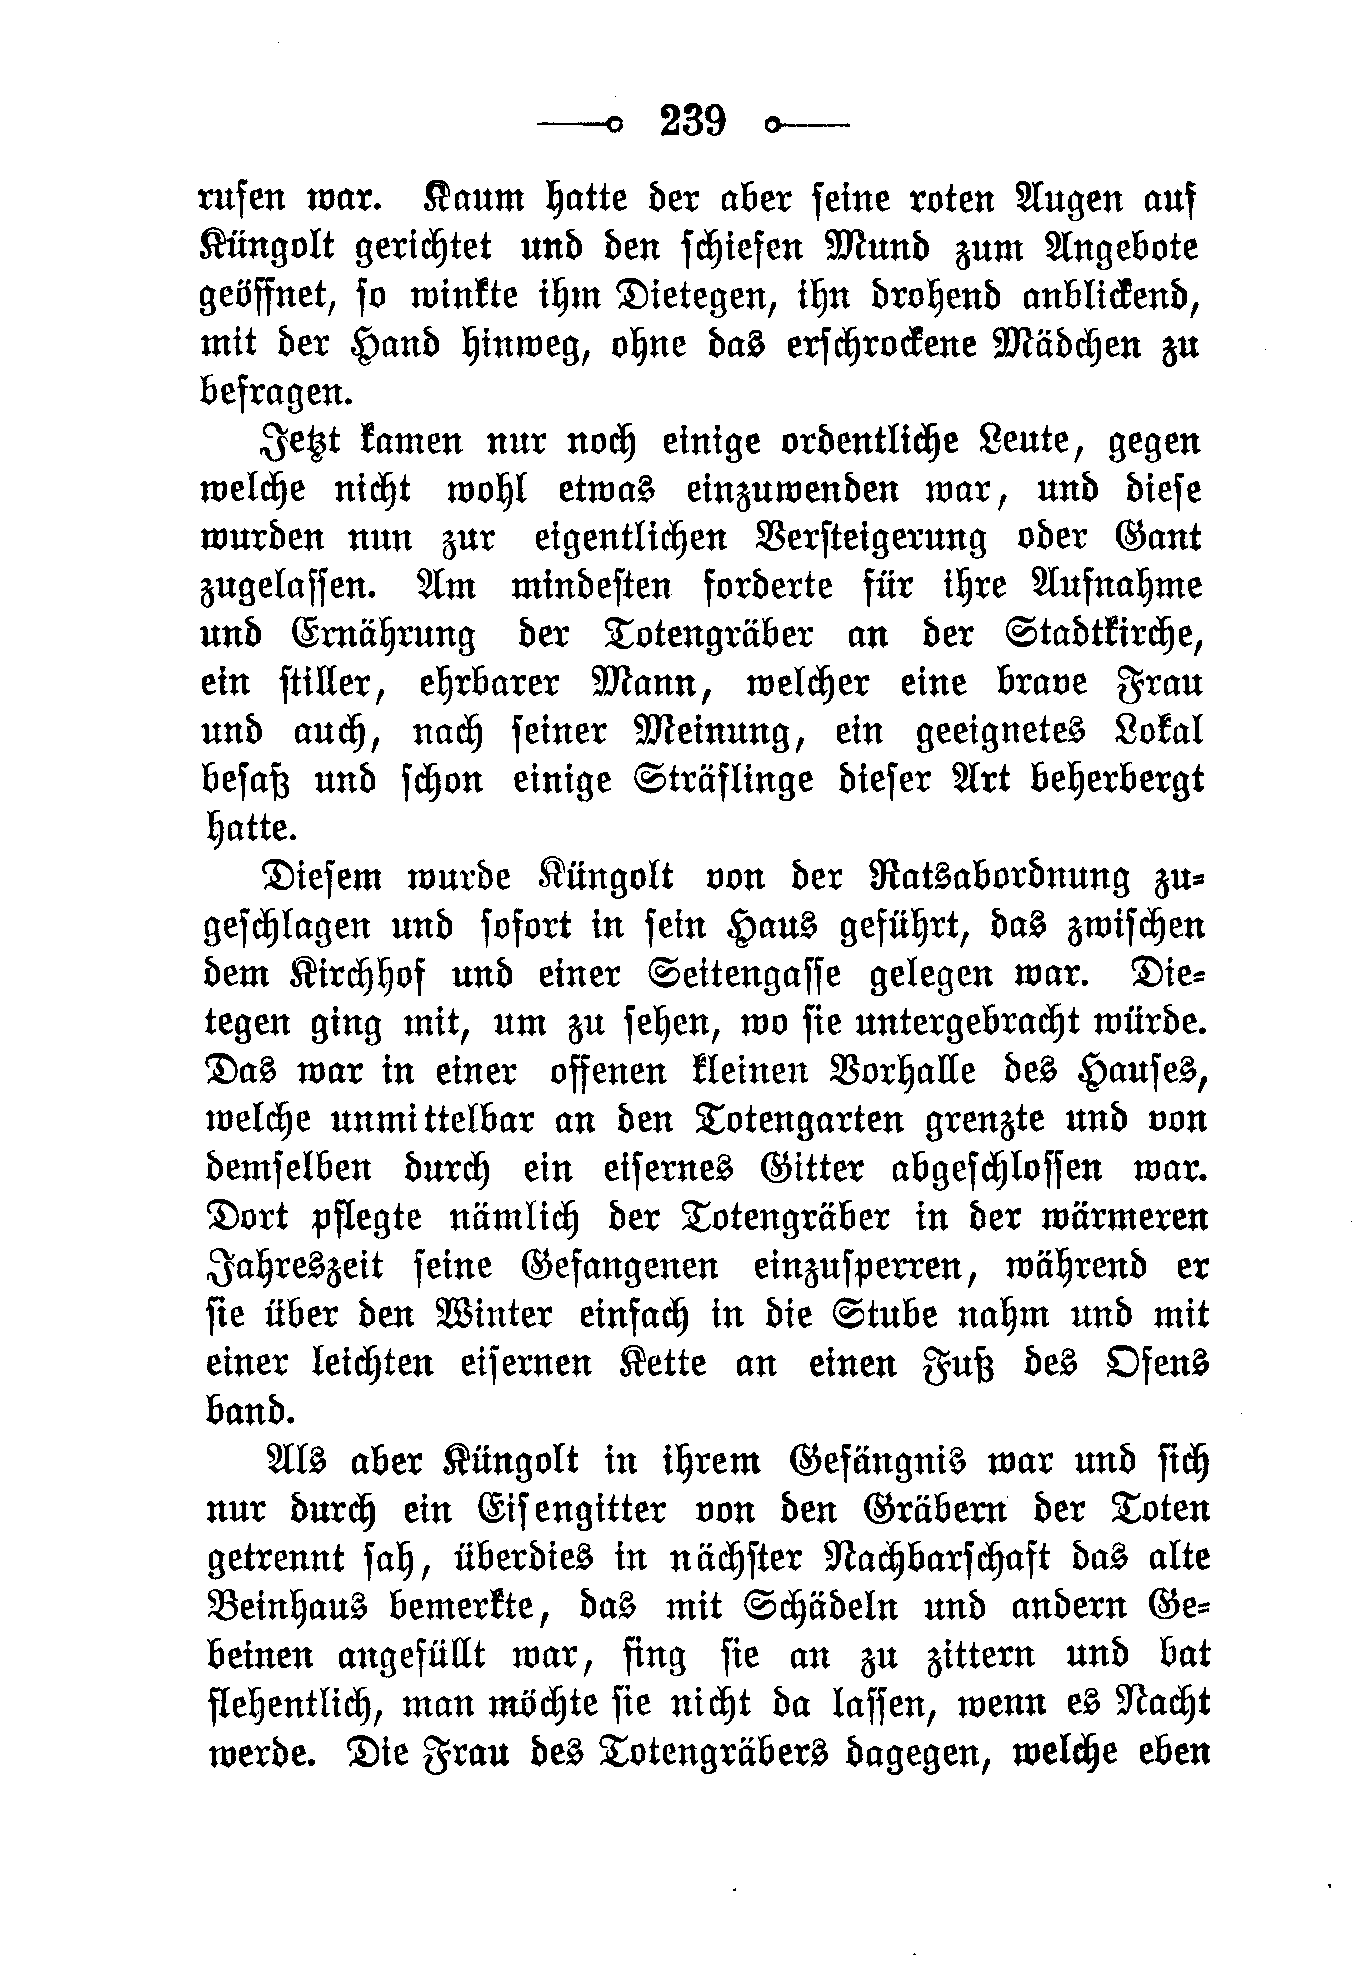 239
rufen war. Kaum hatte der aber seine roten Augen auf
Küngolt gerichtet und den schiefen Mund zum Angebote
geöffnet, so winkte ihm Dietegen, ihn drohend anblickend,
mit der Hand hinweg, ohne das erschrockene Mädchen zu
befragen.
Jetzt kamen nur noch einige ordentliche Leute, gegen
welche nicht wohl etwas einzuwenden war, und diese
wurden nun zur eigentlichen Versteigerung oder Gant
zugelassen. Am mindesten forderte für ihre Aufnahme
und Ernährung der Totengräber an der Stadtkirche,
ein stiller, ehrbarer Mann, welcher eine brave Frau
und auch, nach seiner Meinung, ein geeignetes Lokal
besaß und schon einige Sträflinge dieser Art beherbergt
hatte.
Diesem wurde Küngolt von der Ratsabordnung zu-
geschlagen und sofort in sein Haus geführt, das zwischen
dem Kirchhof und einer Seitengasse gelegen war. Die-
tegen ging mit, um zu sehen, wo sie untergebracht würde.
Das war in einer offenen kleinen Vorhalle des Hauses,
welche unmittelbar an den Totengarten grenzte und von
demselben durch ein eisernes Gitter abgeschlossen war.
Dort pflegte nämlich der Totengräber in der wärmeren
Jahreszeit seine Gefangenen einzusperren, während er
sie über den Winter einfach in die Stube nahm und mit
einer leichten eisernen Kette an einen Fuß des Ofens
band.
Als aber Küngolt in ihrem Gefängnis war und sich
nur durch ein Eisengitter von den Gräbern der Toten
getrennt sah, überdies in nächster Nachbarschaft das alte
Beinhaus bemerkte, das mit Schädeln und andern Ge-
beinen angefüllt war, fing sie an zu zittern und bat
flehentlich, man möchte sie nicht da lassen, wenn es Nacht
werde. Die Frau des Totengräbers dagegen, welche eben